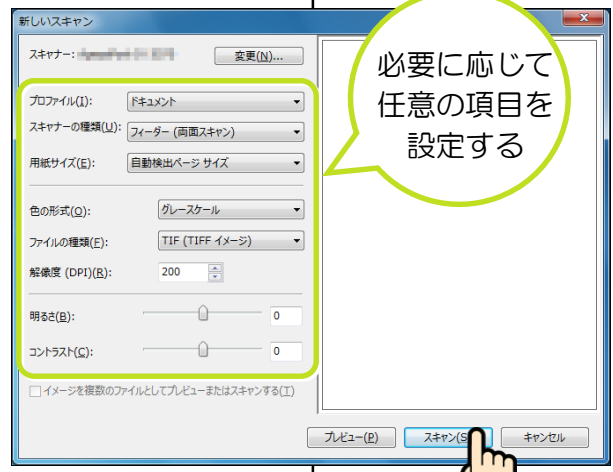 新しいスキャン
スキャナー:
変更(N)...
プロファイル(I): ドキュメント
スキャナーの種類(U): フィーダー (両面スキャン)
用紙サイズ(E): 自動検出ページ サイズ
色の形式(O): グレースケール
ファイルの種類(F): TIF (TIFF イメージ)
解像度 (DPI)(R): 200
明るさ(B): 0
コントラスト(C): 0
イメージを複数のファイルとしてプレビューまたはスキャンする(T)
必要に応じて
任意の項目を
設定する
プレビュー(P) スキャン(S) キャンセル